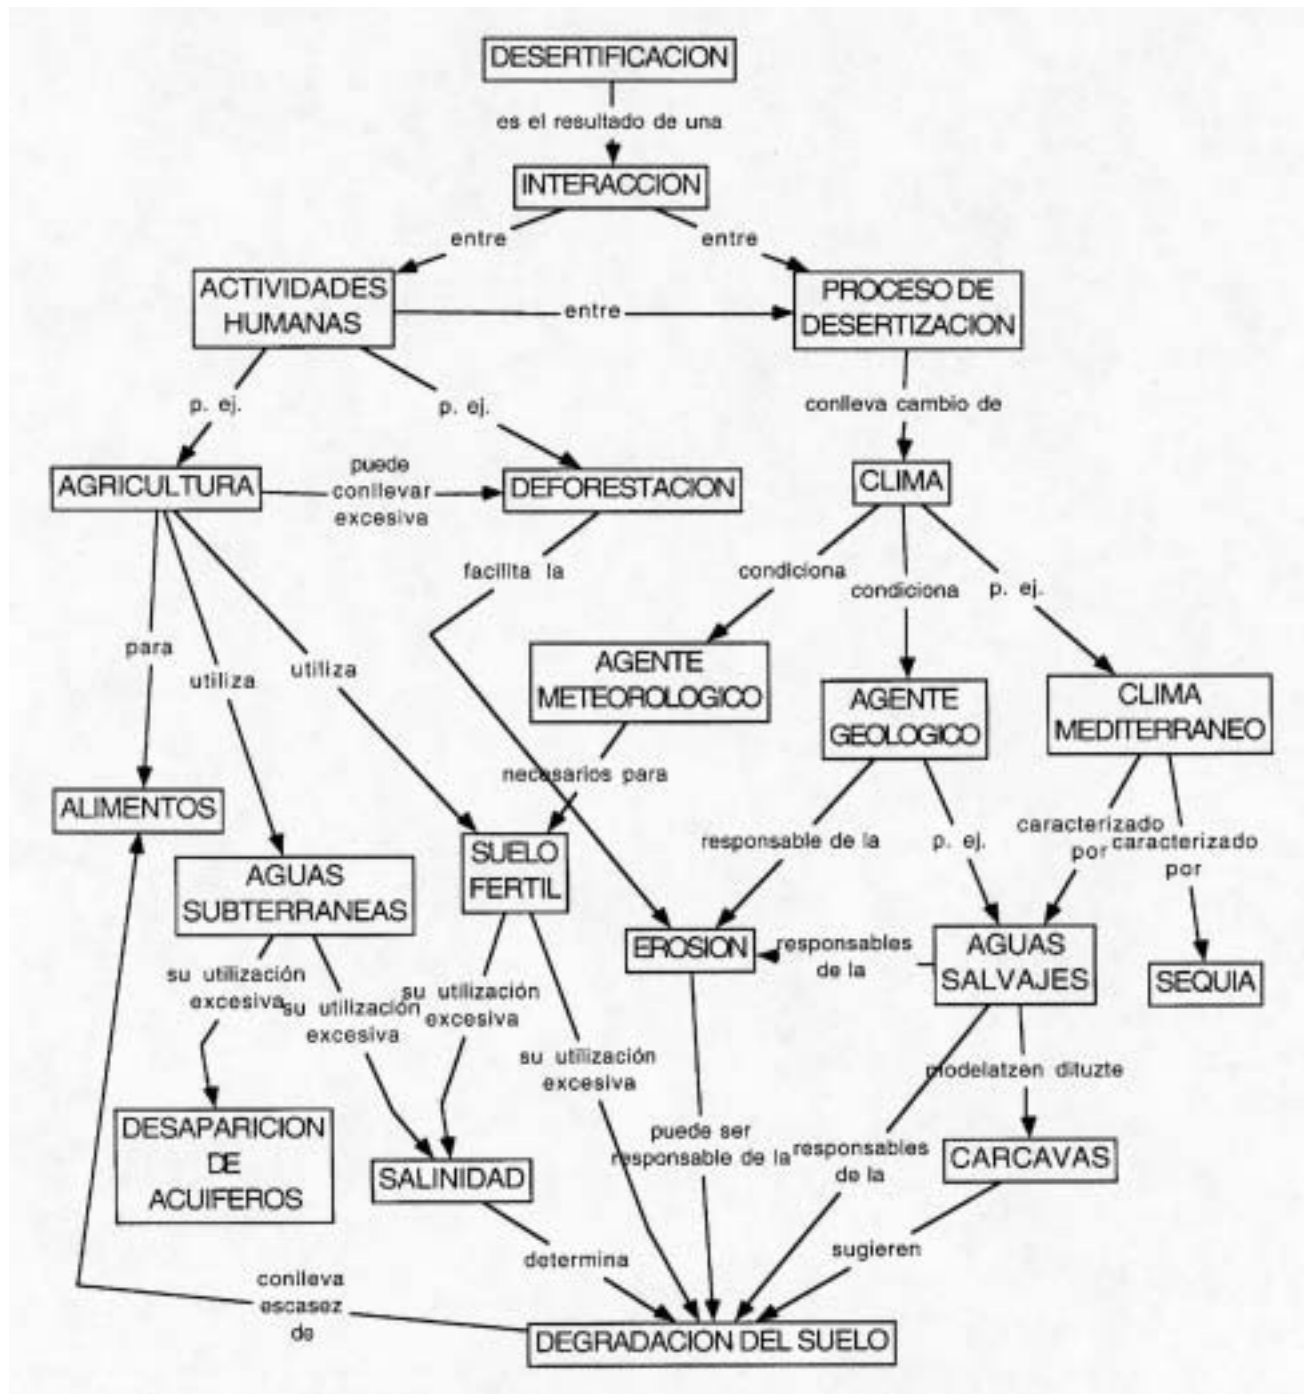 DESERTIFICACION
es el resultado de una
INTERACCION
entre
entre
ACTIVIDADES
HUMANAS
entre
PROCESO DE
DESERTIZACION
p. ej.
p. ej.
conlleva cambio de
AGRICULTURA
puede
conllevar
excesiva
DEFORESTACION
CLIMA
facilita la
condiciona
condiciona
p. ej.
para
utiliza
utiliza
AGENTE
METEOROLOGICO
AGENTE
GEOLOGICO
CLIMA
MEDITERRANEO
necesarios para
ALIMENTOS
SUELO
FERTIL
responsable de la
p. ej.
caracterizado
por
caracterizado
por
AGUAS
SUBTERRANEAS
EROSION
responsables
de la
AGUAS
SALVAJES
SEQUIA
su utilización
excesiva
su utilización
excesiva
su utilización
excesiva
su utilización
excesiva
modelatzen dituzte
DESAPARICION
DE
ACUIFEROS
SALINIDAD
puede ser
responsable de la
responsables
de la
CARCAVAS
determina
sugieren
conlleva
escasez
de
DEGRADACION DEL SUELO